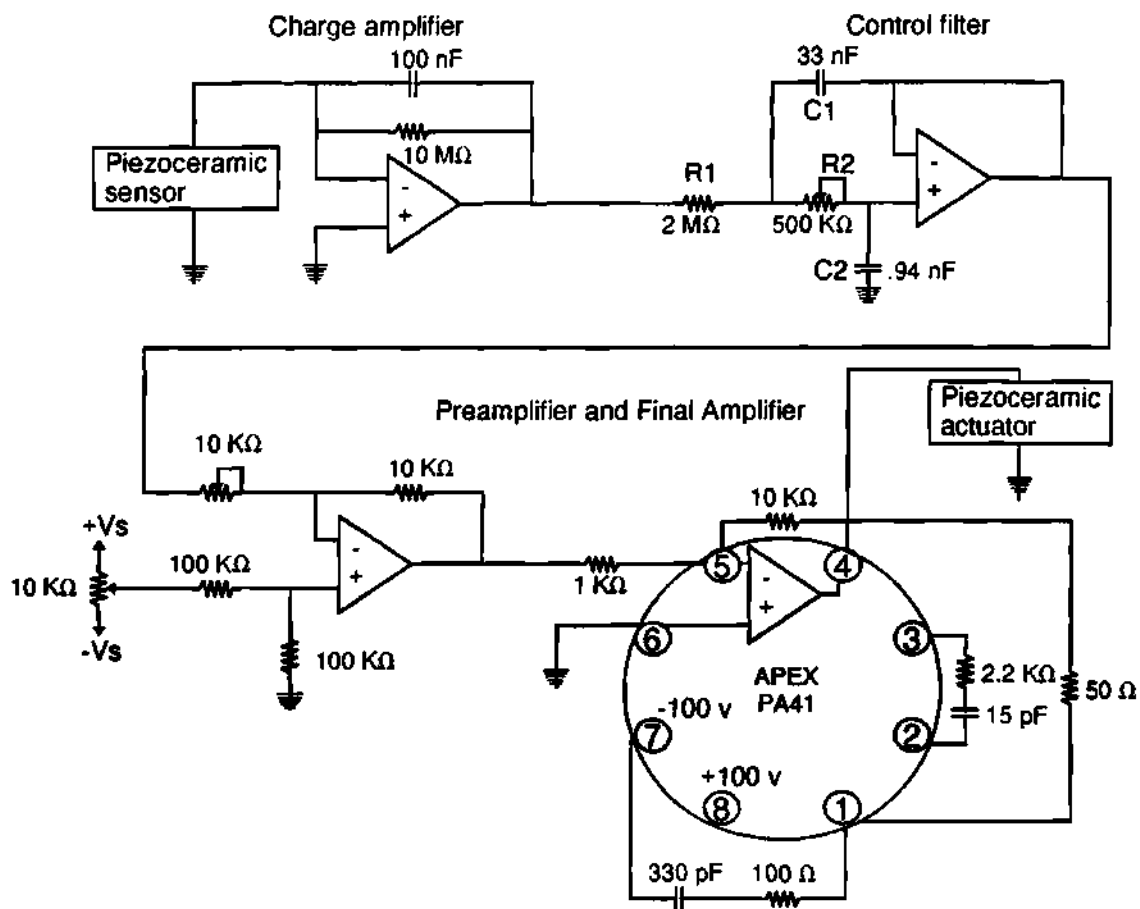 Charge amplifier
Control filter
100 nF
33 nF
C1
10 MΩ
Piezoceramic
sensor
-
+
R1
2 MΩ
R2
500 KΩ
-
+
C2
.94 nF
Preamplifier and Final Amplifier
Piezoceramic
actuator
10 KΩ
10 KΩ
10 KΩ
+Vs
10 KΩ
-Vs
100 KΩ
-
+
100 KΩ
1 KΩ
5
4
-
+
6
3
APEX
PA41
2.2 KΩ
15 pF
50 Ω
-100 v
7
2
+100 v
8
1
330 pF
100 Ω